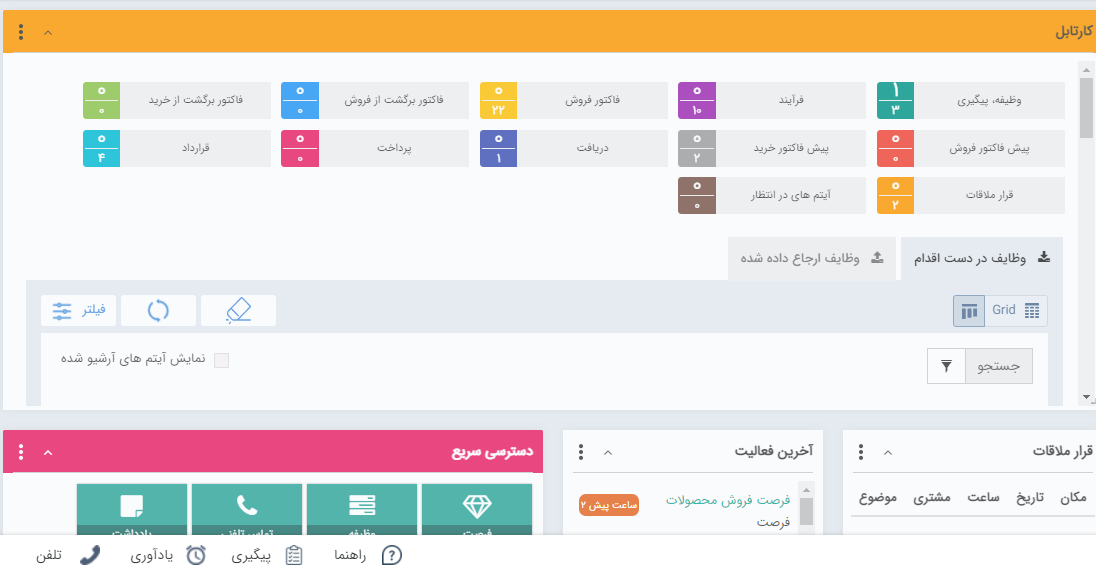 کارتابل
وظیفه، پیگیری
۱
۳
فرآیند
۰
۱۰
فاکتور فروش
۰
۲۲
فاکتور برگشت از فروش
۰
۰
فاکتور برگشت از خرید
۰
۰
پیش فاکتور فروش
۰
۰
پیش فاکتور خرید
۰
۲
دریافت
۰
۱
پرداخت
۰
۰
قرارداد
۰
۴
قرار ملاقات
۰
۲
آیتم های در انتظار
۰
۰
وظایف در دست اقدام
وظایف ارجاع داده شده
Grid
فیلتر
جستجو
نمایش آیتم های آرشیو شده
قرار ملاقات
مکان تاریخ ساعت مشتری موضوع
آخرین فعالیت
فرصت فروش محصولات
۲ ساعت پیش
فرصت
دسترسی سریع
فرصت
وظیفه
تماس تلفنی
یادداشت
راهنما
پیگیری
یادآوری
تلفن